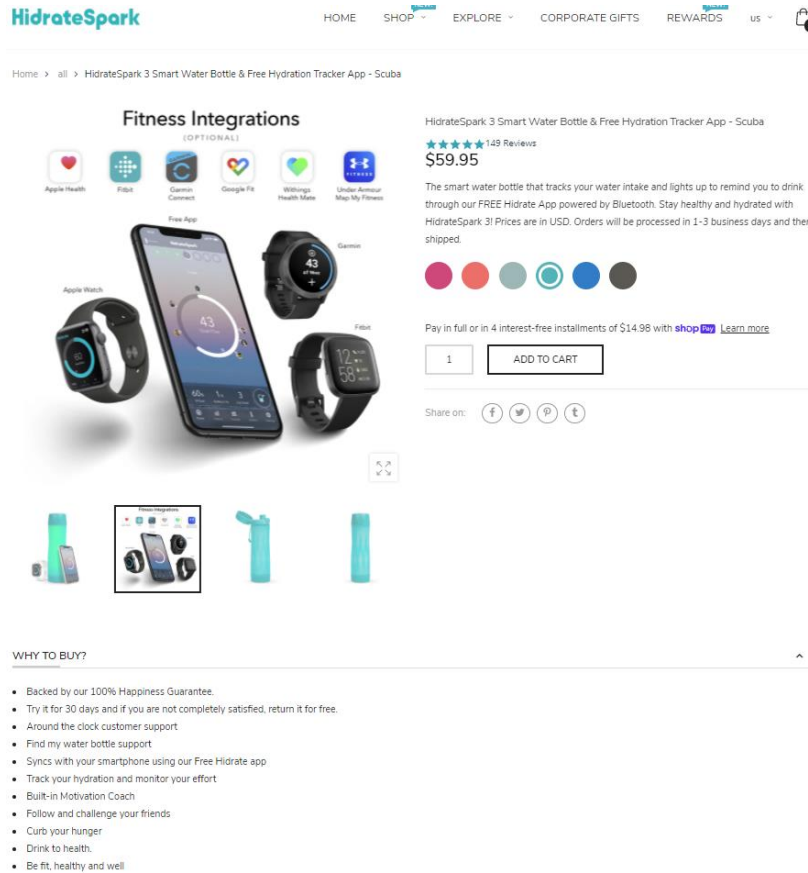 HidrateSpark
HOME SHOP EXPLORE CORPORATE GIFTS REWARDS us
Home > all > HidrateSpark 3 Smart Water Bottle & Free Hydration Tracker App - Scuba
Fitness Integrations
(OPTIONAL)
Apple Health Fitbit Garmin Connect Google Fit Withings Health Mate Under Armour Map My Fitness
Free App
Garmin
Apple Watch
Fitbit
43
43
12
58
HidrateSpark 3 Smart Water Bottle & Free Hydration Tracker App - Scuba
149 Reviews
$59.95
The smart water bottle that tracks your water intake and lights up to remind you to drink
through our FREE Hidrate App powered by Bluetooth. Stay healthy and hydrated with
HidrateSpark 3! Prices are in USD. Orders will be processed in 1-3 business days and then
shipped.
Pay in full or in 4 interest-free installments of $14.98 with shop Pay Learn more
1 ADD TO CART
Share on:
Fitness Integrations
WHY TO BUY?
• Backed by our 100% Happiness Guarantee.
• Try it for 30 days and if you are not completely satisfied, return it for free.
• Around the clock customer support
• Find my water bottle support
• Syncs with your smartphone using our Free Hidrate app
• Track your hydration and monitor your effort
• Built-in Motivation Coach
• Follow and challenge your friends
• Curb your hunger
• Drink to health.
• Be fit, healthy and well